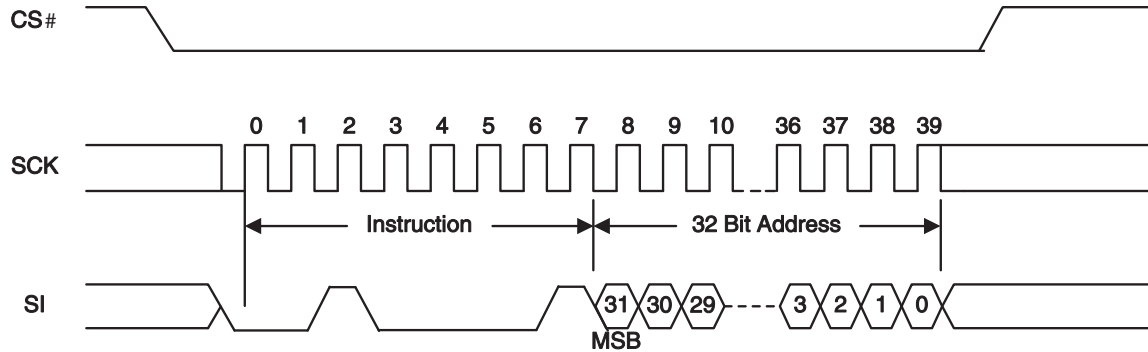 CS#
0 1 2 3 4 5 6 7 8 9 10 36 37 38 39
SCK
Instruction 32 Bit Address
SI 31 30 29 3 2 1 0
MSB